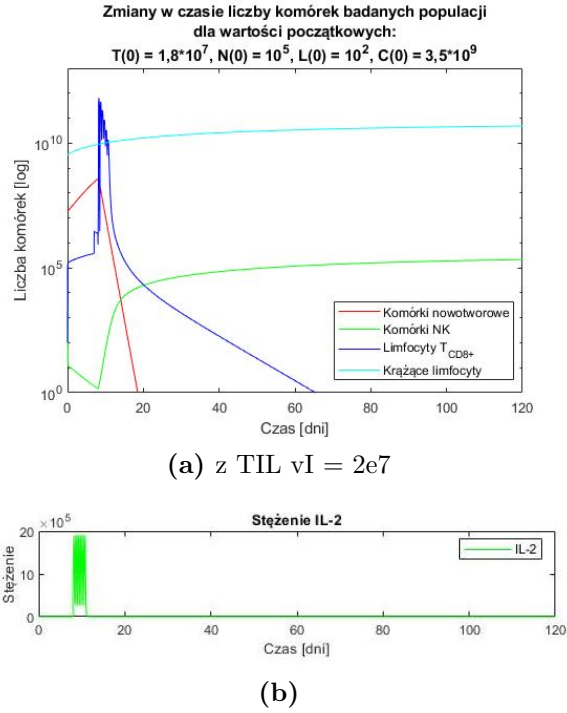 Zmiany w czasie liczby komórek badanych populacji
dla wartości początkowych:
T(0) = 1,8*10^7, N(0) = 10^5, L(0) = 10^2, C(0) = 3,5*10^9
Liczba komórek [log]
10^10
10^5
10^0
Komórki nowotworowe
Komórki NK
Limfocyty T_CD8+
Krążące limfocyty
0 20 40 60 80 100 120
Czas [dni]
(a) z TIL vI = 2e7
Stężenie IL-2
×10^5
Stężenie
20
10
0
IL-2
0 20 40 60 80 100 120
Czas [dni]
(b)